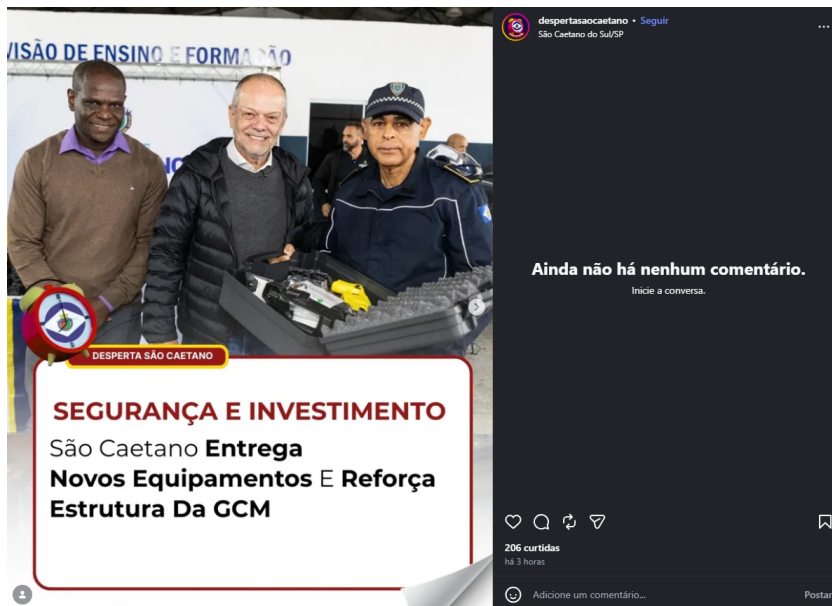 VISÃO DE ENSINO E FORMAÇÃO
DESPERTA SÃO CAETANO
SEGURANÇA E INVESTIMENTO
São Caetano Entrega
Novos Equipamentos E Reforça
Estrutura Da GCM
despertasaocaetano • Seguir
São Caetano do Sul/SP
Ainda não há nenhum comentário.
Inicie a conversa.
206 curtidas
há 3 horas
Adicione um comentário...
Postar